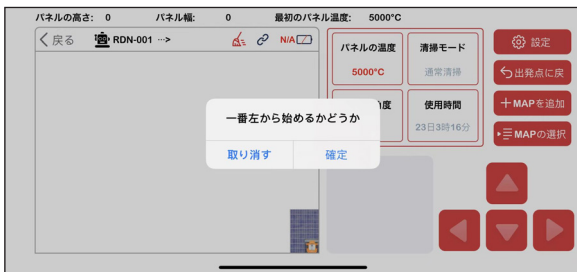 パネルの高さ: 0 パネル幅: 0 最初のパネル温度: 5000°C
戻る RDN-001 ···> N/A
パネルの温度
5000°C
清掃モード
通常清掃
度
使用時間
23日3時16分
設定
出発点に戻
MAPを追加
MAPの選択
一番左から始めるかどうか
取り消す 確定